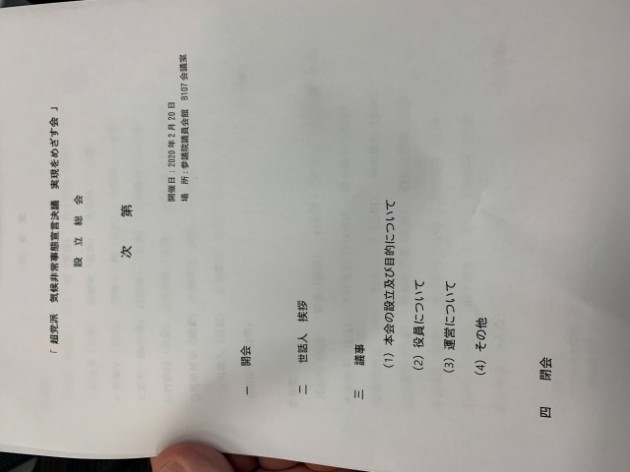 「 超党派 気候非常事態宣言決議 実現をめざす会 」
設 立 総 会
次 第
開催日：2020年2月20日
場 所：参議院議員会館 B107会議室
一 開会
二 世話人 挨拶
三 議事
(1) 本会の設立及び目的について
(2) 役員について
(3) 運営について
(4) その他
四 閉会